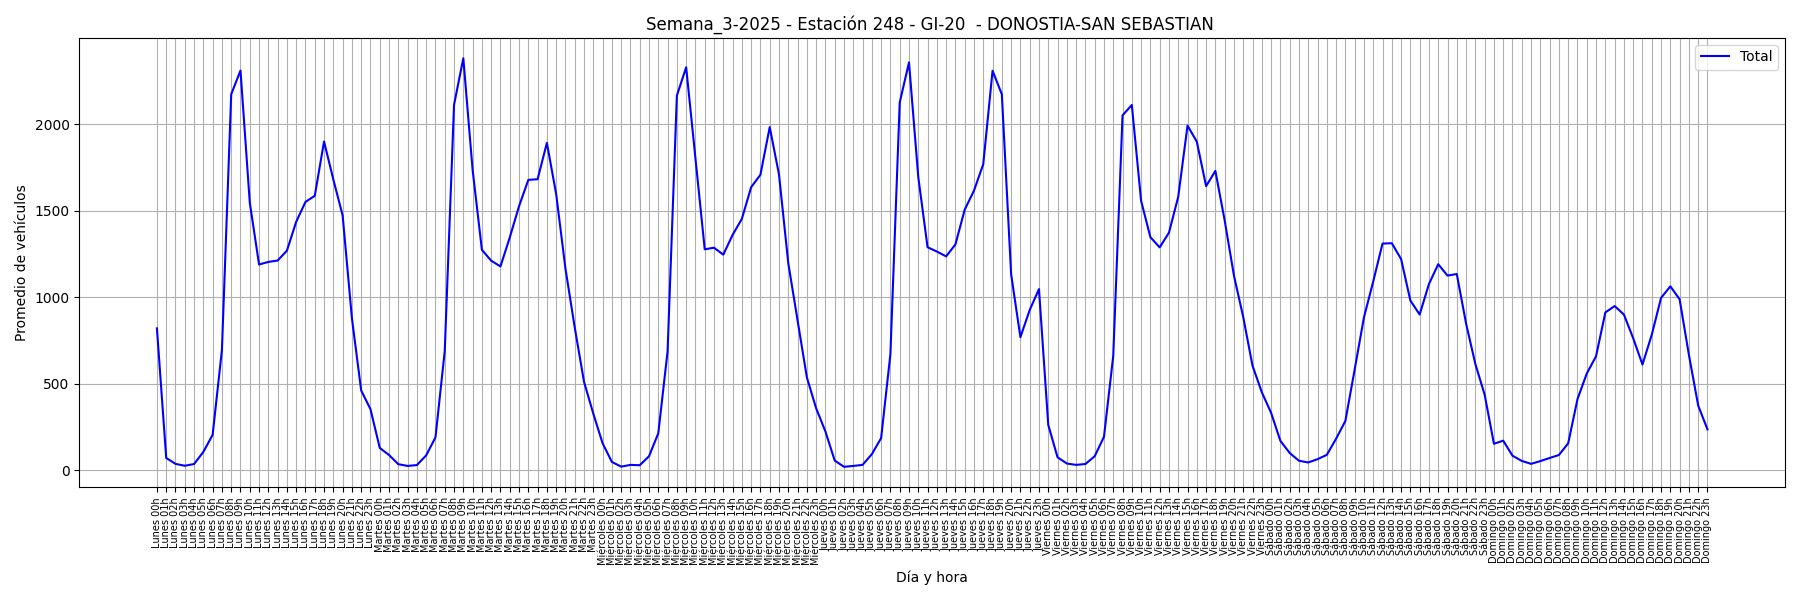 Semana_3-2025 - Estación 248 - GI-20  - DONOSTIA-SAN SEBASTIAN
Total
Promedio de vehículos
2000
1500
1000
500
0
Lunes 00h
Lunes 01h
Lunes 02h
Lunes 03h
Lunes 04h
Lunes 05h
Lunes 06h
Lunes 07h
Lunes 08h
Lunes 09h
Lunes 10h
Lunes 11h
Lunes 12h
Lunes 13h
Lunes 14h
Lunes 15h
Lunes 16h
Lunes 17h
Lunes 18h
Lunes 19h
Lunes 20h
Lunes 21h
Lunes 22h
Lunes 23h
Martes 00h
Martes 01h
Martes 02h
Martes 03h
Martes 04h
Martes 05h
Martes 06h
Martes 07h
Martes 08h
Martes 09h
Martes 10h
Martes 11h
Martes 12h
Martes 13h
Martes 14h
Martes 15h
Martes 16h
Martes 17h
Martes 18h
Martes 19h
Martes 20h
Martes 21h
Martes 22h
Martes 23h
Miércoles 00h
Miércoles 01h
Miércoles 02h
Miércoles 03h
Miércoles 04h
Miércoles 05h
Miércoles 06h
Miércoles 07h
Miércoles 08h
Miércoles 09h
Miércoles 10h
Miércoles 11h
Miércoles 12h
Miércoles 13h
Miércoles 14h
Miércoles 15h
Miércoles 16h
Miércoles 17h
Miércoles 18h
Miércoles 19h
Miércoles 20h
Miércoles 21h
Miércoles 22h
Miércoles 23h
Jueves 00h
Jueves 01h
Jueves 02h
Jueves 03h
Jueves 04h
Jueves 05h
Jueves 06h
Jueves 07h
Jueves 08h
Jueves 09h
Jueves 10h
Jueves 11h
Jueves 12h
Jueves 13h
Jueves 14h
Jueves 15h
Jueves 16h
Jueves 17h
Jueves 18h
Jueves 19h
Jueves 20h
Jueves 21h
Jueves 22h
Jueves 23h
Viernes 00h
Viernes 01h
Viernes 02h
Viernes 03h
Viernes 04h
Viernes 05h
Viernes 06h
Viernes 07h
Viernes 08h
Viernes 09h
Viernes 10h
Viernes 11h
Viernes 12h
Viernes 13h
Viernes 14h
Viernes 15h
Viernes 16h
Viernes 17h
Viernes 18h
Viernes 19h
Viernes 20h
Viernes 21h
Viernes 22h
Viernes 23h
Sábado 00h
Sábado 01h
Sábado 02h
Sábado 03h
Sábado 04h
Sábado 05h
Sábado 06h
Sábado 07h
Sábado 08h
Sábado 09h
Sábado 10h
Sábado 11h
Sábado 12h
Sábado 13h
Sábado 14h
Sábado 15h
Sábado 16h
Sábado 17h
Sábado 18h
Sábado 19h
Sábado 20h
Sábado 21h
Sábado 22h
Sábado 23h
Domingo 00h
Domingo 01h
Domingo 02h
Domingo 03h
Domingo 04h
Domingo 05h
Domingo 06h
Domingo 07h
Domingo 08h
Domingo 09h
Domingo 10h
Domingo 11h
Domingo 12h
Domingo 13h
Domingo 14h
Domingo 15h
Domingo 16h
Domingo 17h
Domingo 18h
Domingo 19h
Domingo 20h
Domingo 21h
Domingo 22h
Domingo 23h
Día y hora